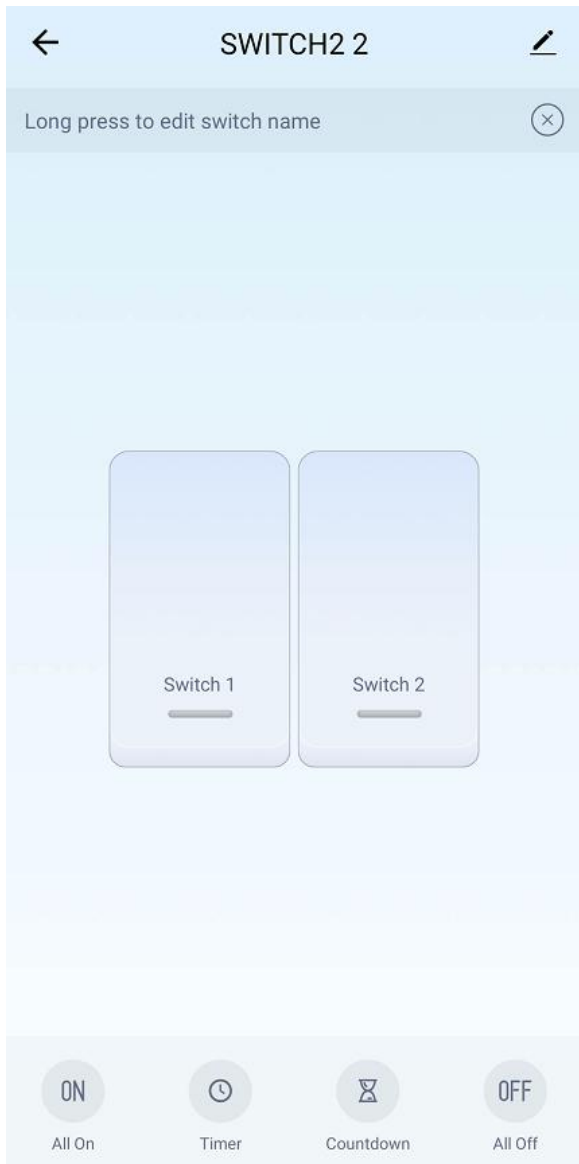 SWITCH2 2
Long press to edit switch name
Switch 1 Switch 2
ON OFF
All On Timer Countdown All Off